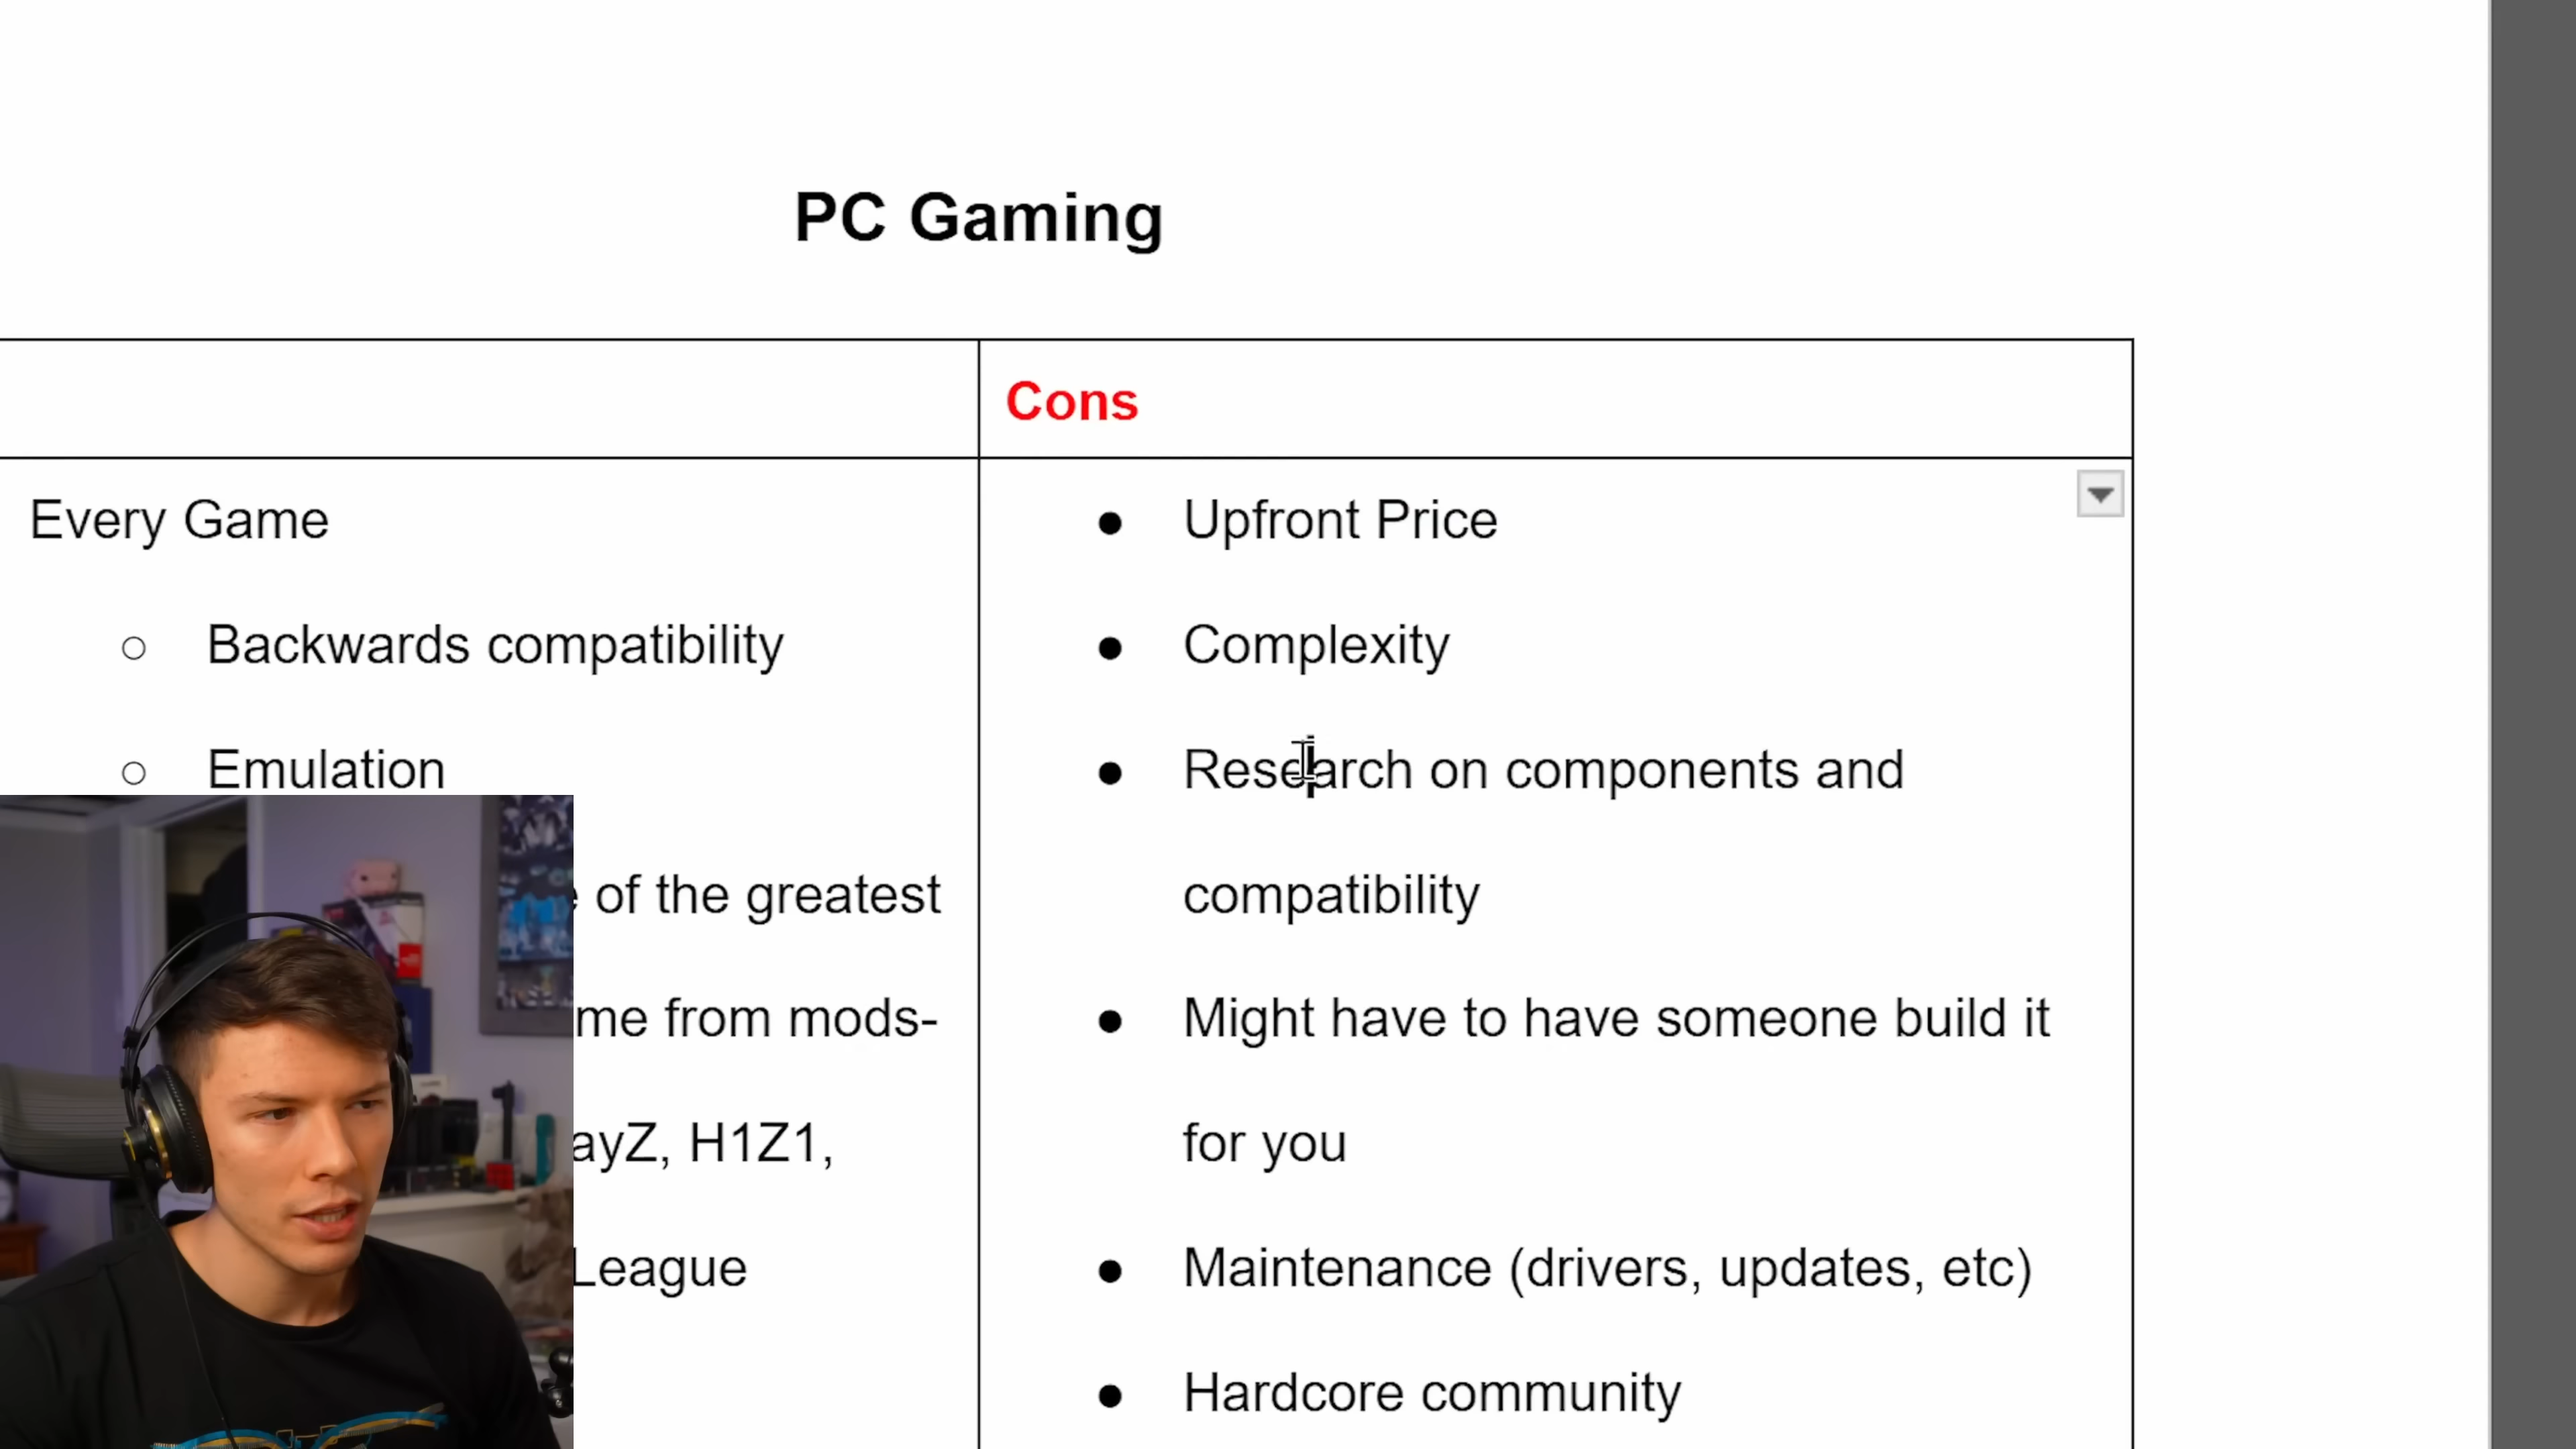 PC Gaming
Cons
Every Game
○ Backwards compatibility
○ Emulation
of the greatest
me from mods-
ayZ, H1Z1,
League
● Upfront Price
● Complexity
● Research on components and
compatibility
● Might have to have someone build it
for you
● Maintenance (drivers, updates, etc)
● Hardcore community